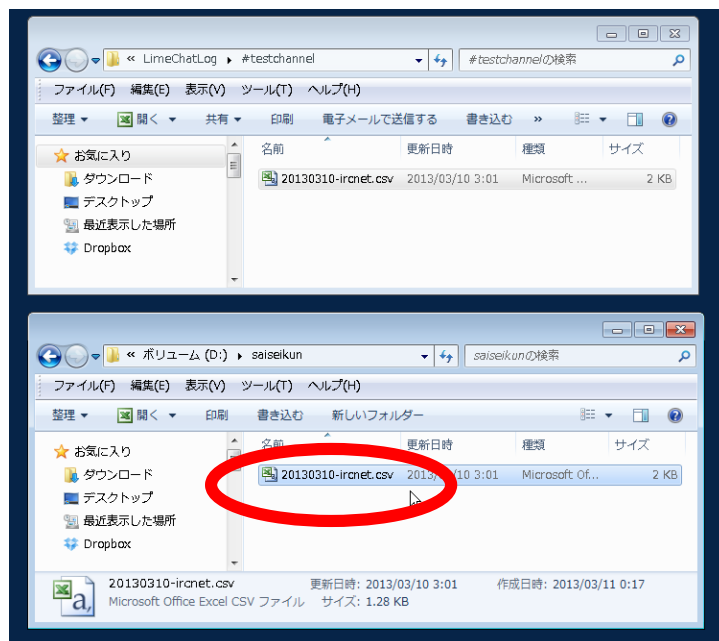 « LimeChatLog ▸ #testchannel #testchannelの検索
ファイル(F) 編集(E) 表示(V) ツール(T) ヘルプ(H)
整理 開く 共有 印刷 電子メールで送信する 書き込む »
お気に入り
ダウンロード
デスクトップ
最近表示した場所
Dropbox
名前 更新日時 種類 サイズ
20130310-ircnet.csv 2013/03/10 3:01 Microsoft ... 2 KB
« ボリューム (D:) ▸ saiseikun saiseikunの検索
ファイル(F) 編集(E) 表示(V) ツール(T) ヘルプ(H)
整理 開く 印刷 書き込む 新しいフォルダー
お気に入り
ダウンロード
デスクトップ
最近表示した場所
Dropbox
名前 更新日時 種類 サイズ
20130310-ircnet.csv 2013/03/10 3:01 Microsoft Of... 2 KB
20130310-ircnet.csv 更新日時: 2013/03/10 3:01 作成日時: 2013/03/11 0:17
Microsoft Office Excel CSV ファイル サイズ: 1.28 KB